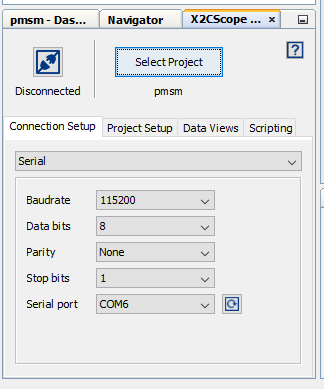 pmsm - Das... Navigator X2CScope ... ×
Disconnected
Select Project
pmsm
Connection Setup Project Setup Data Views Scripting
Serial
Baudrate 115200
Data bits 8
Parity None
Stop bits 1
Serial port COM6